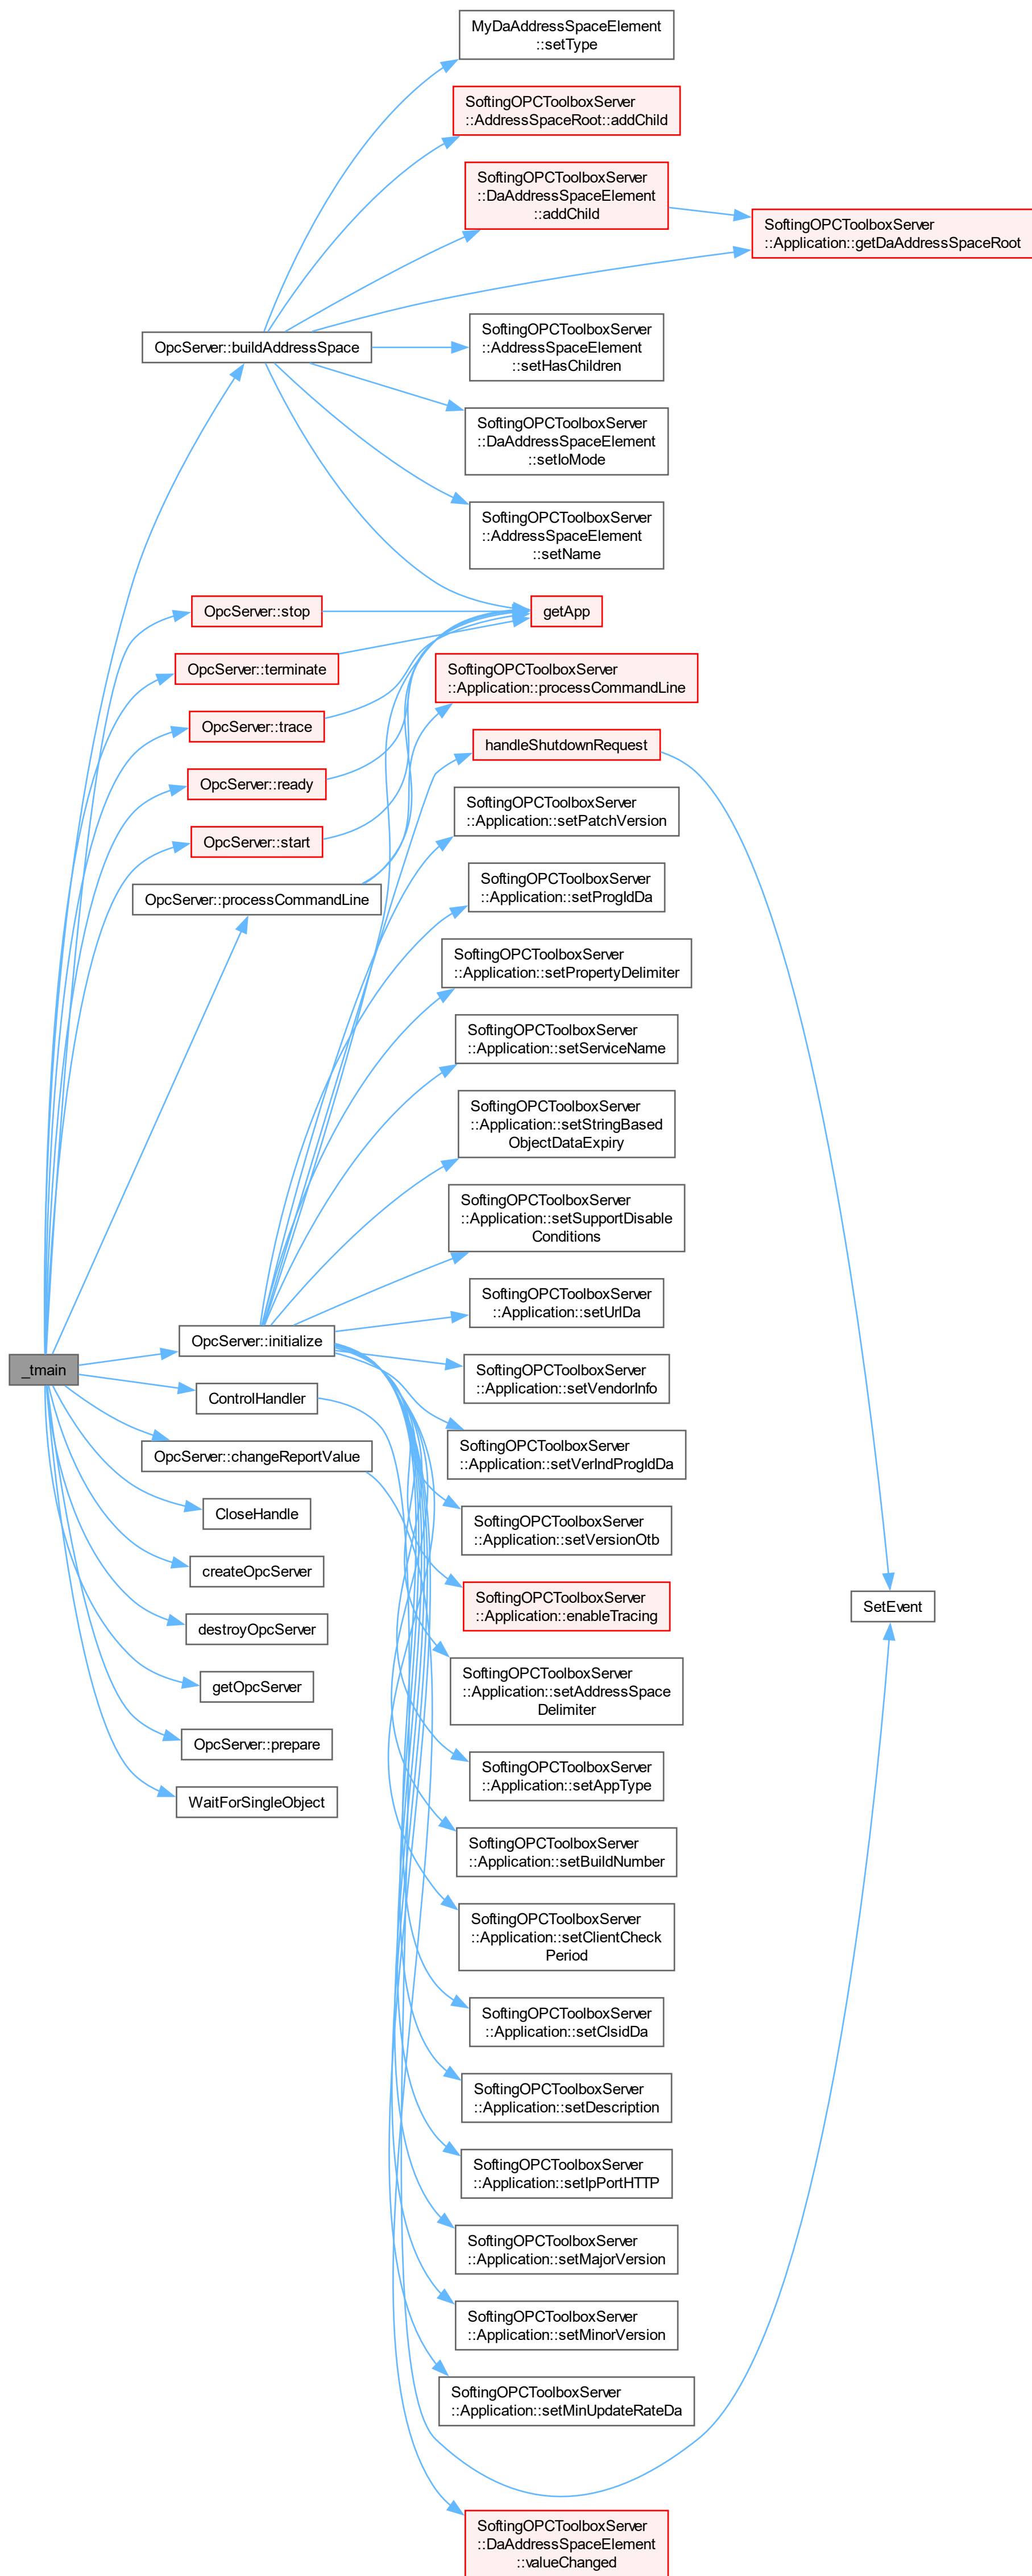 MyDaAddressSpaceElement
::setType
SoftingOPCToolboxServer
::AddressSpaceRoot::addChild
SoftingOPCToolboxServer
::DaAddressSpaceElement
::addChild
SoftingOPCToolboxServer
::Application::getDaAddressSpaceRoot
OpcServer::buildAddressSpace
SoftingOPCToolboxServer
::AddressSpaceElement
::setHasChildren
SoftingOPCToolboxServer
::DaAddressSpaceElement
::setIoMode
SoftingOPCToolboxServer
::AddressSpaceElement
::setName
OpcServer::stop
getApp
OpcServer::terminate
SoftingOPCToolboxServer
::Application::processCommandLine
OpcServer::trace
handleShutdownRequest
OpcServer::ready
SoftingOPCToolboxServer
::Application::setPatchVersion
OpcServer::start
SoftingOPCToolboxServer
::Application::setProgIdDa
OpcServer::processCommandLine
SoftingOPCToolboxServer
::Application::setPropertyDelimiter
SoftingOPCToolboxServer
::Application::setServiceName
SoftingOPCToolboxServer
::Application::setStringBased
ObjectDataExpiry
SoftingOPCToolboxServer
::Application::setSupportDisable
Conditions
SoftingOPCToolboxServer
::Application::setUrlDa
OpcServer::initialize
_tmain
SoftingOPCToolboxServer
::Application::setVendorInfo
ControlHandler
SoftingOPCToolboxServer
::Application::setVerIndProgIdDa
OpcServer::changeReportValue
CloseHandle
SoftingOPCToolboxServer
::Application::setVersionOtb
createOpcServer
SoftingOPCToolboxServer
::Application::enableTracing
SetEvent
destroyOpcServer
getOpcServer
SoftingOPCToolboxServer
::Application::setAddressSpace
Delimiter
OpcServer::prepare
SoftingOPCToolboxServer
::Application::setAppType
WaitForSingleObject
SoftingOPCToolboxServer
::Application::setBuildNumber
SoftingOPCToolboxServer
::Application::setClientCheck
Period
SoftingOPCToolboxServer
::Application::setClsidDa
SoftingOPCToolboxServer
::Application::setDescription
SoftingOPCToolboxServer
::Application::setIpPortHTTP
SoftingOPCToolboxServer
::Application::setMajorVersion
SoftingOPCToolboxServer
::Application::setMinorVersion
SoftingOPCToolboxServer
::Application::setMinUpdateRateDa
SoftingOPCToolboxServer
::DaAddressSpaceElement
::valueChanged